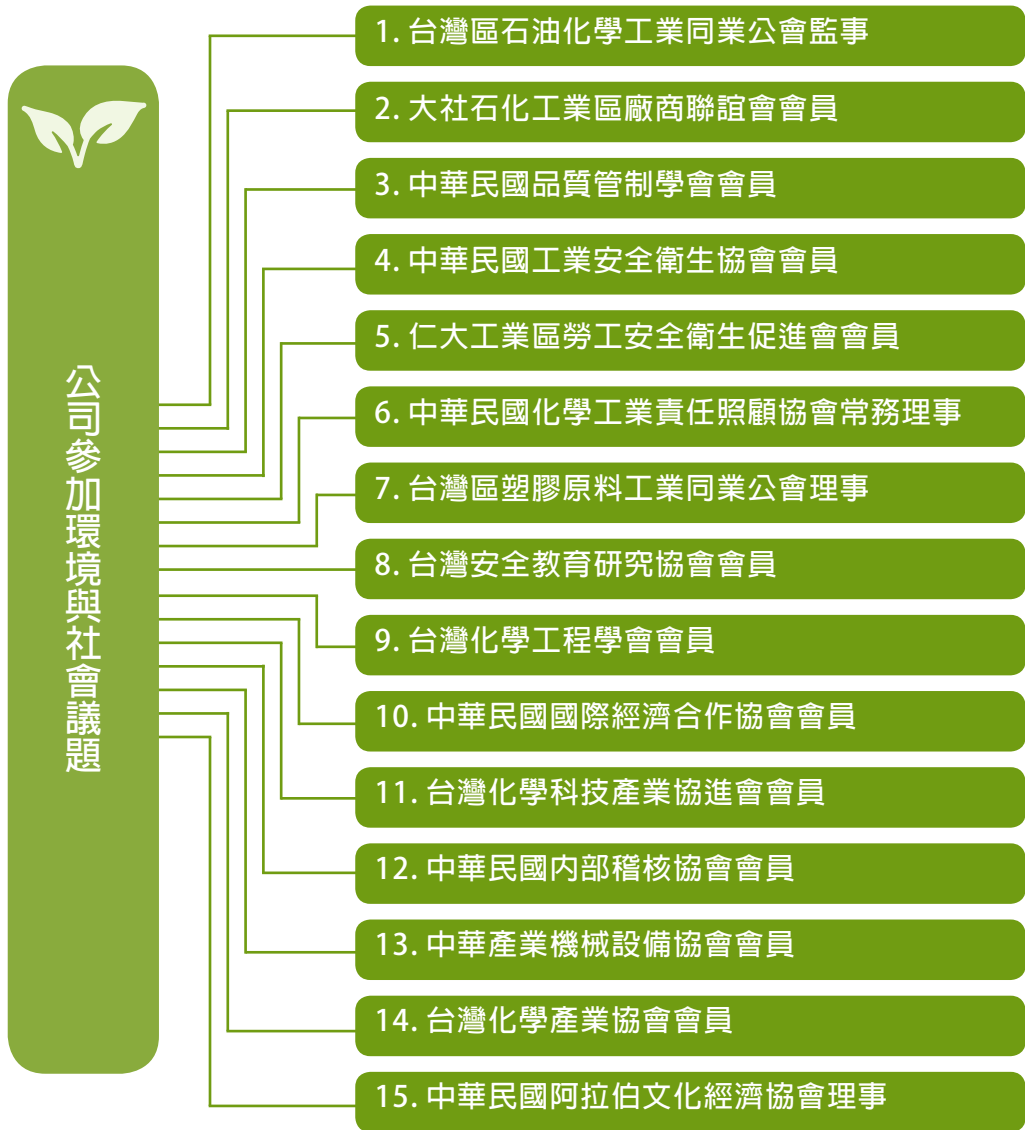 公司參加環境與社會議題
1. 台灣區石油化學工業同業公會監事
2. 大社石化工業區廠商聯誼會會員
3. 中華民國品質管制學會會員
4. 中華民國工業安全衛生協會會員
5. 仁大工業區勞工安全衛生促進會會員
6. 中華民國化學工業責任照顧協會常務理事
7. 台灣區塑膠原料工業同業公會理事
8. 台灣安全教育研究協會會員
9. 台灣化學工程學會會員
10. 中華民國國際經濟合作協會會員
11. 台灣化學科技產業協進會會員
12. 中華民國內部稽核協會會員
13. 中華產業機械設備協會會員
14. 台灣化學產業協會會員
15. 中華民國阿拉伯文化經濟協會理事